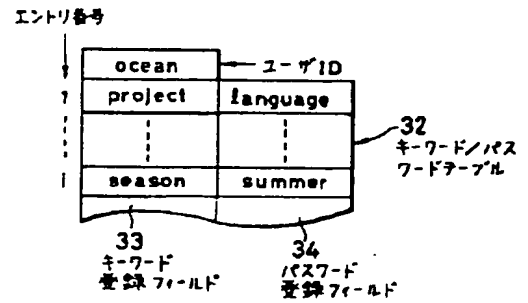 エントリ番号
ocean ユーザID
1 project language
32
キーワード/パス
ワードテーブル
i season summer
33
キーワード
登録フィールド
34
パスワード
登録フィールド